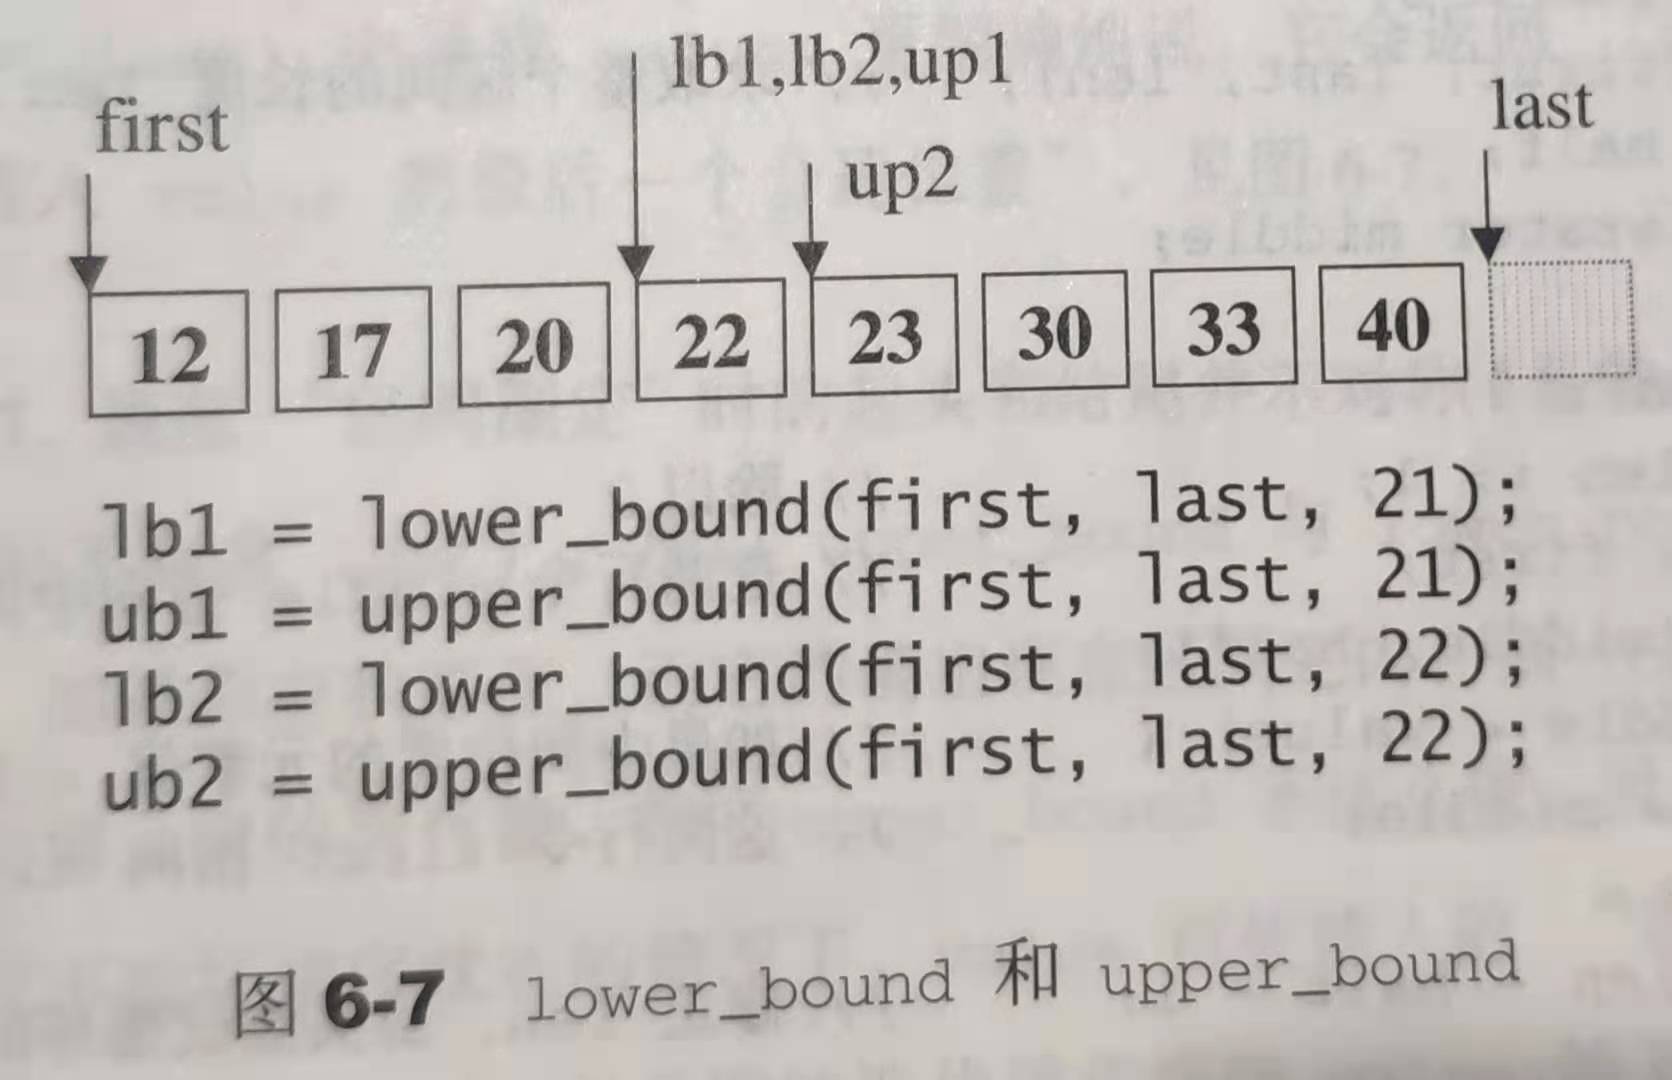 lb1,lb2,up1
first
last
up2
12 17 20 22 23 30 33 40
lb1 = lower_bound(first, last, 21);
ub1 = upper_bound(first, last, 21);
lb2 = lower_bound(first, last, 22);
ub2 = upper_bound(first, last, 22);
图 6-7 lower_bound 和 upper_bound